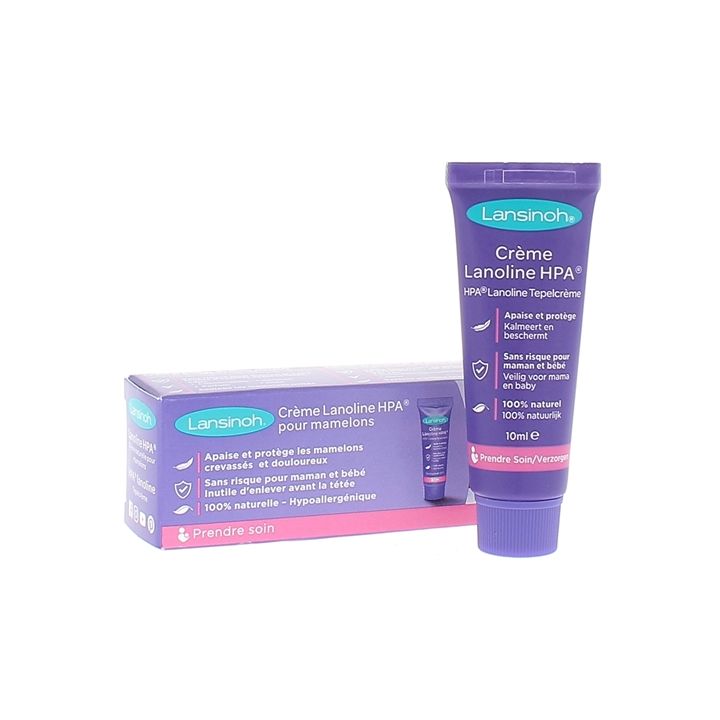 Lansinoh®
Crème Lanoline HPA®
pour mamelons
Apaise et protège les mamelons
crevassés et douloureux
Sans risque pour maman et bébé
Inutile d'enlever avant la tétée
100% naturelle – Hypoallergénique
Prendre soin
Lansinoh®
Crème
Lanoline HPA®
HPA® Lanoline Tepelcrème
Apaise et protège
Kalmeert en
beschermt
Sans risque pour
maman et bébé
Veilig voor mama
en baby
100% naturel
100% natuurlijk
10ml ℮
Prendre Soin/Verzorgen